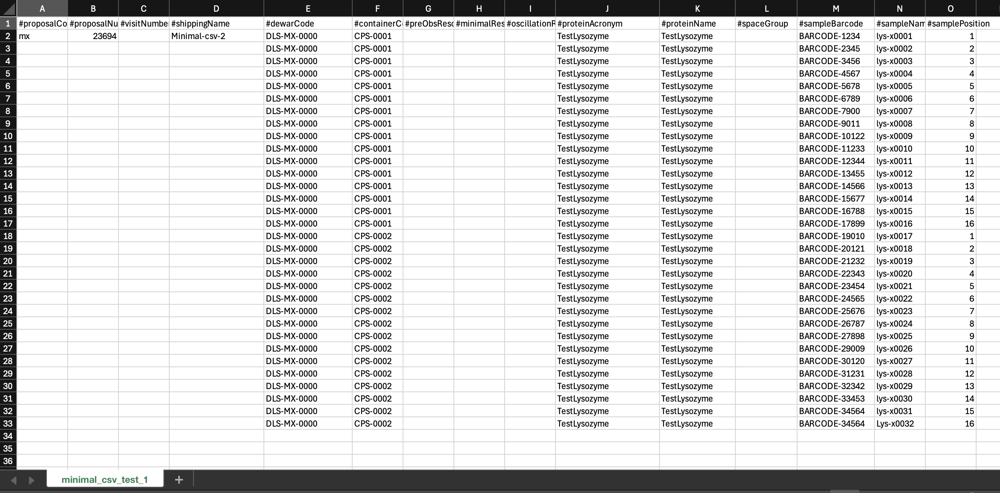 A B C D E F G H I J K L M N O
1 #proposalCo #proposalNu #visitNumbe #shippingName #dewarCode #containerC #preObsReso #minimalRes #oscillationR #proteinAcronym #proteinName #spaceGroup #sampleBarcode #sampleNam #samplePosition
2 mx 23694 Minimal-csv-2 DLS-MX-0000 CPS-0001 TestLysozyme TestLysozyme BARCODE-1234 lys-x0001 1
3 DLS-MX-0000 CPS-0001 TestLysozyme TestLysozyme BARCODE-2345 lys-x0002 2
4 DLS-MX-0000 CPS-0001 TestLysozyme TestLysozyme BARCODE-3456 lys-x0003 3
5 DLS-MX-0000 CPS-0001 TestLysozyme TestLysozyme BARCODE-4567 lys-x0004 4
6 DLS-MX-0000 CPS-0001 TestLysozyme TestLysozyme BARCODE-5678 lys-x0005 5
7 DLS-MX-0000 CPS-0001 TestLysozyme TestLysozyme BARCODE-6789 lys-x0006 6
8 DLS-MX-0000 CPS-0001 TestLysozyme TestLysozyme BARCODE-7900 lys-x0007 7
9 DLS-MX-0000 CPS-0001 TestLysozyme TestLysozyme BARCODE-9011 lys-x0008 8
10 DLS-MX-0000 CPS-0001 TestLysozyme TestLysozyme BARCODE-10122 lys-x0009 9
11 DLS-MX-0000 CPS-0001 TestLysozyme TestLysozyme BARCODE-11233 lys-x0010 10
12 DLS-MX-0000 CPS-0001 TestLysozyme TestLysozyme BARCODE-12344 lys-x0011 11
13 DLS-MX-0000 CPS-0001 TestLysozyme TestLysozyme BARCODE-13455 lys-x0012 12
14 DLS-MX-0000 CPS-0001 TestLysozyme TestLysozyme BARCODE-14566 lys-x0013 13
15 DLS-MX-0000 CPS-0001 TestLysozyme TestLysozyme BARCODE-15677 lys-x0014 14
16 DLS-MX-0000 CPS-0001 TestLysozyme TestLysozyme BARCODE-16788 lys-x0015 15
17 DLS-MX-0000 CPS-0001 TestLysozyme TestLysozyme BARCODE-17899 lys-x0016 16
18 DLS-MX-0000 CPS-0002 TestLysozyme TestLysozyme BARCODE-19010 lys-x0017 1
19 DLS-MX-0000 CPS-0002 TestLysozyme TestLysozyme BARCODE-20121 lys-x0018 2
20 DLS-MX-0000 CPS-0002 TestLysozyme TestLysozyme BARCODE-21232 lys-x0019 3
21 DLS-MX-0000 CPS-0002 TestLysozyme TestLysozyme BARCODE-22343 lys-x0020 4
22 DLS-MX-0000 CPS-0002 TestLysozyme TestLysozyme BARCODE-23454 lys-x0021 5
23 DLS-MX-0000 CPS-0002 TestLysozyme TestLysozyme BARCODE-24565 lys-x0022 6
24 DLS-MX-0000 CPS-0002 TestLysozyme TestLysozyme BARCODE-25676 lys-x0023 7
25 DLS-MX-0000 CPS-0002 TestLysozyme TestLysozyme BARCODE-26787 lys-x0024 8
26 DLS-MX-0000 CPS-0002 TestLysozyme TestLysozyme BARCODE-27898 lys-x0025 9
27 DLS-MX-0000 CPS-0002 TestLysozyme TestLysozyme BARCODE-29009 lys-x0026 10
28 DLS-MX-0000 CPS-0002 TestLysozyme TestLysozyme BARCODE-30120 lys-x0027 11
29 DLS-MX-0000 CPS-0002 TestLysozyme TestLysozyme BARCODE-31231 lys-x0028 12
30 DLS-MX-0000 CPS-0002 TestLysozyme TestLysozyme BARCODE-32342 lys-x0029 13
31 DLS-MX-0000 CPS-0002 TestLysozyme TestLysozyme BARCODE-33453 lys-x0030 14
32 DLS-MX-0000 CPS-0002 TestLysozyme TestLysozyme BARCODE-34564 lys-x0031 15
33 DLS-MX-0000 CPS-0002 TestLysozyme TestLysozyme BARCODE-34564 Lys-x0032 16
34
35
36
minimal_csv_test_1 +